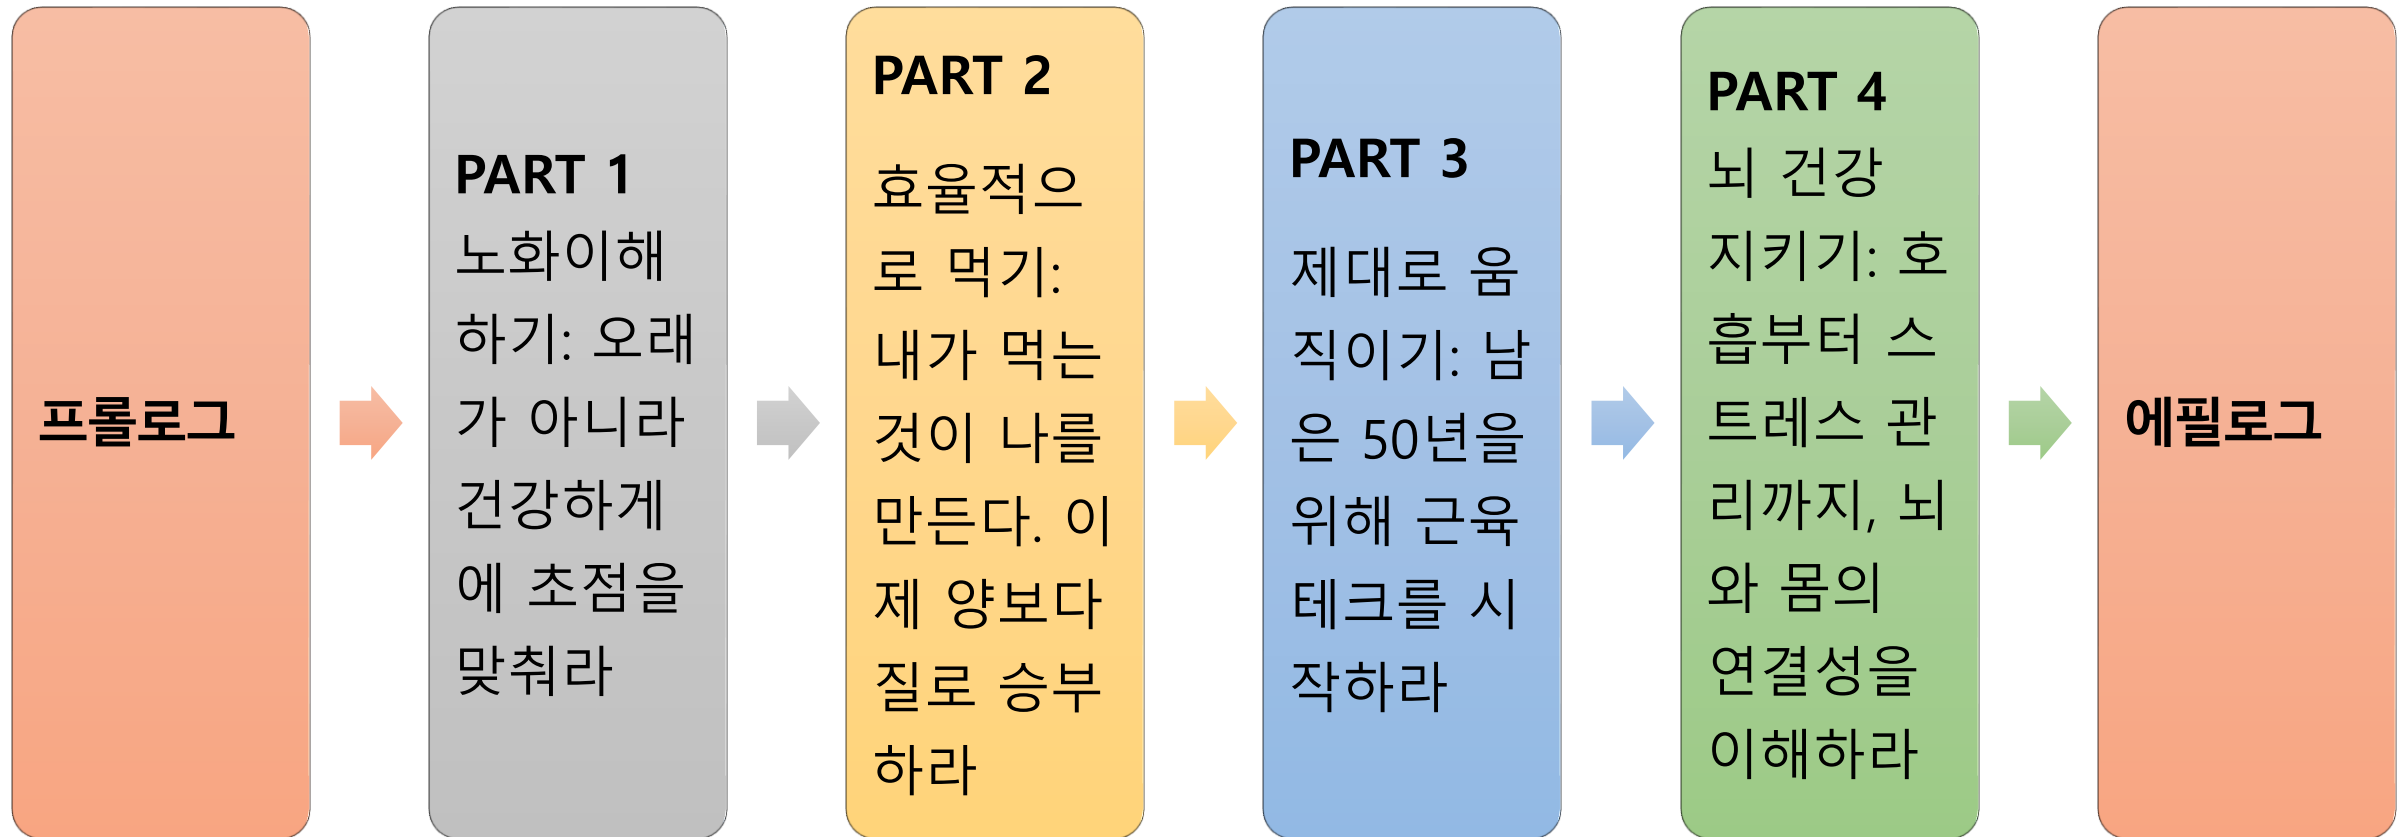 프롤로그
PART 1
노화이해
하기: 오래
가 아니라
건강하게
에 초점을
맞춰라
PART 2
효율적으
로 먹기:
내가 먹는
것이 나를
만든다. 이
제 양보다
질로 승부
하라
PART 3
제대로 움
직이기: 남
은 50년을
위해 근육
테크를 시
작하라
PART 4
뇌 건강
지키기: 호
흡부터 스
트레스 관
리까지, 뇌
와 몸의
연결성을
이해하라
에필로그